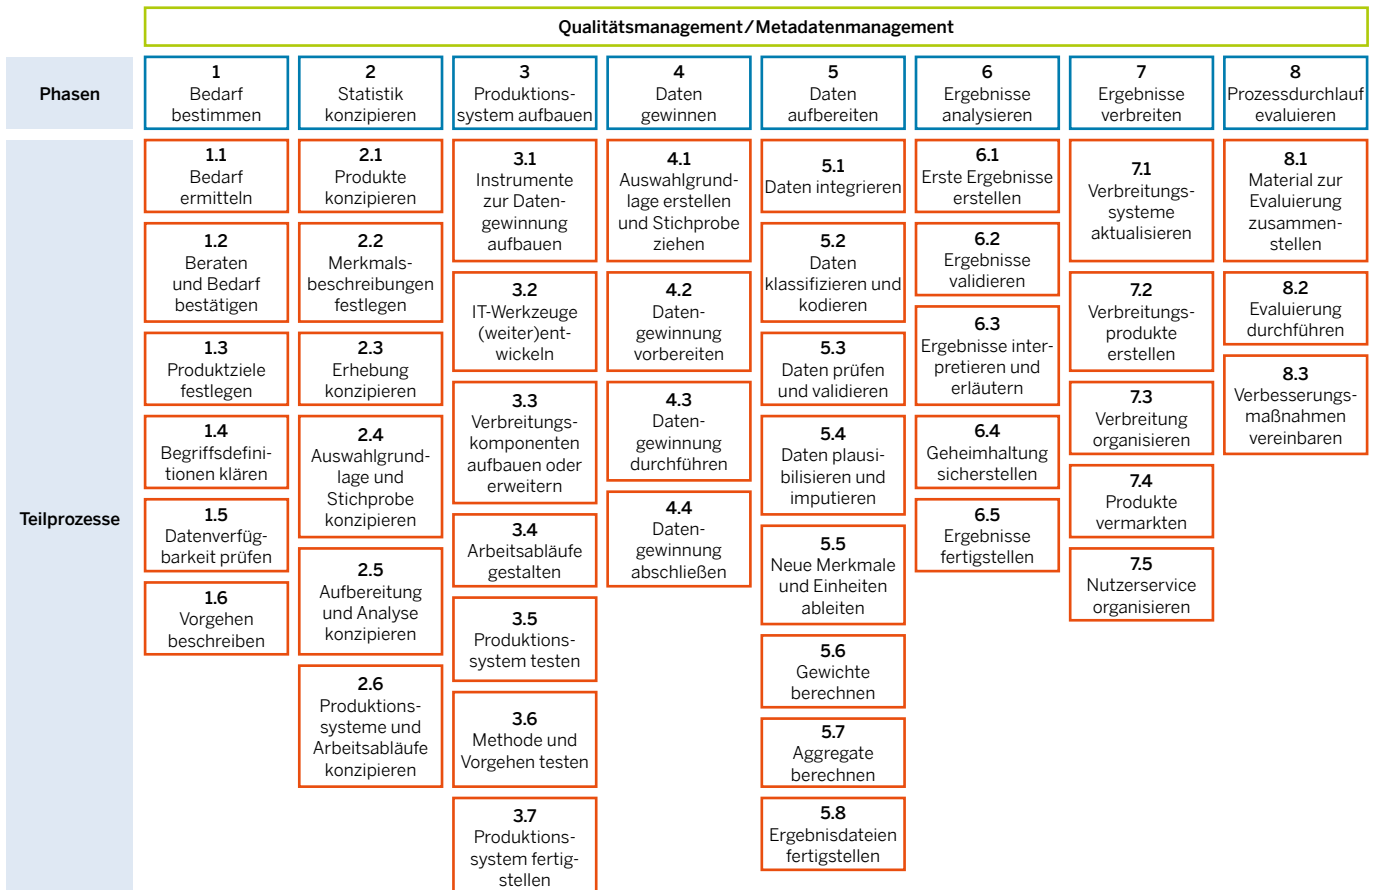 Qualitätsmanagement/Metadatenmanagement
Phasen
1
Bedarf
bestimmen
2
Statistik
konzipieren
3
Produktions-
system aufbauen
4
Daten
gewinnen
5
Daten
aufbereiten
6
Ergebnisse
analysieren
7
Ergebnisse
verbreiten
8
Prozessdurchlauf
evaluieren
Teilprozesse
1.1
Bedarf
ermitteln
1.2
Beraten
und Bedarf
bestätigen
1.3
Produktziele
festlegen
1.4
Begriffsdefini-
tionen klären
1.5
Datenverfüg-
barkeit prüfen
1.6
Vorgehen
beschreiben
2.1
Produkte
konzipieren
2.2
Merkmals-
beschreibungen
festlegen
2.3
Erhebung
konzipieren
2.4
Auswahlgrund-
lage und
Stichprobe
konzipieren
2.5
Aufbereitung
und Analyse
konzipieren
2.6
Produktions-
systeme und
Arbeitsabläufe
konzipieren
3.1
Instrumente
zur Daten-
gewinnung
aufbauen
3.2
IT-Werkzeuge
(weiter)ent-
wickeln
3.3
Verbreitungs-
komponenten
aufbauen oder
erweitern
3.4
Arbeitsabläufe
gestalten
3.5
Produktions-
system testen
3.6
Methode und
Vorgehen testen
3.7
Produktions-
system fertig-
stellen
4.1
Auswahlgrund-
lage erstellen
und Stichprobe
ziehen
4.2
Daten-
gewinnung
vorbereiten
4.3
Daten-
gewinnung
durchführen
4.4
Daten-
gewinnung
abschließen
5.1
Daten integrieren
5.2
Daten
klassifizieren und
kodieren
5.3
Daten prüfen
und validieren
5.4
Daten plausi-
bilisieren und
imputieren
5.5
Neue Merkmale
und Einheiten
ableiten
5.6
Gewichte
berechnen
5.7
Aggregate
berechnen
5.8
Ergebnisdateien
fertigstellen
6.1
Erste Ergebnisse
erstellen
6.2
Ergebnisse
validieren
6.3
Ergebnisse inter-
pretieren und
erläutern
6.4
Geheimhaltung
sicherstellen
6.5
Ergebnisse
fertigstellen
7.1
Verbreitungs-
systeme
aktualisieren
7.2
Verbreitungs-
produkte
erstellen
7.3
Verbreitung
organisieren
7.4
Produkte
vermarkten
7.5
Nutzerservice
organisieren
8.1
Material zur
Evaluierung
zusammen-
stellen
8.2
Evaluierung
durchführen
8.3
Verbesserungs-
maßnahmen
vereinbaren